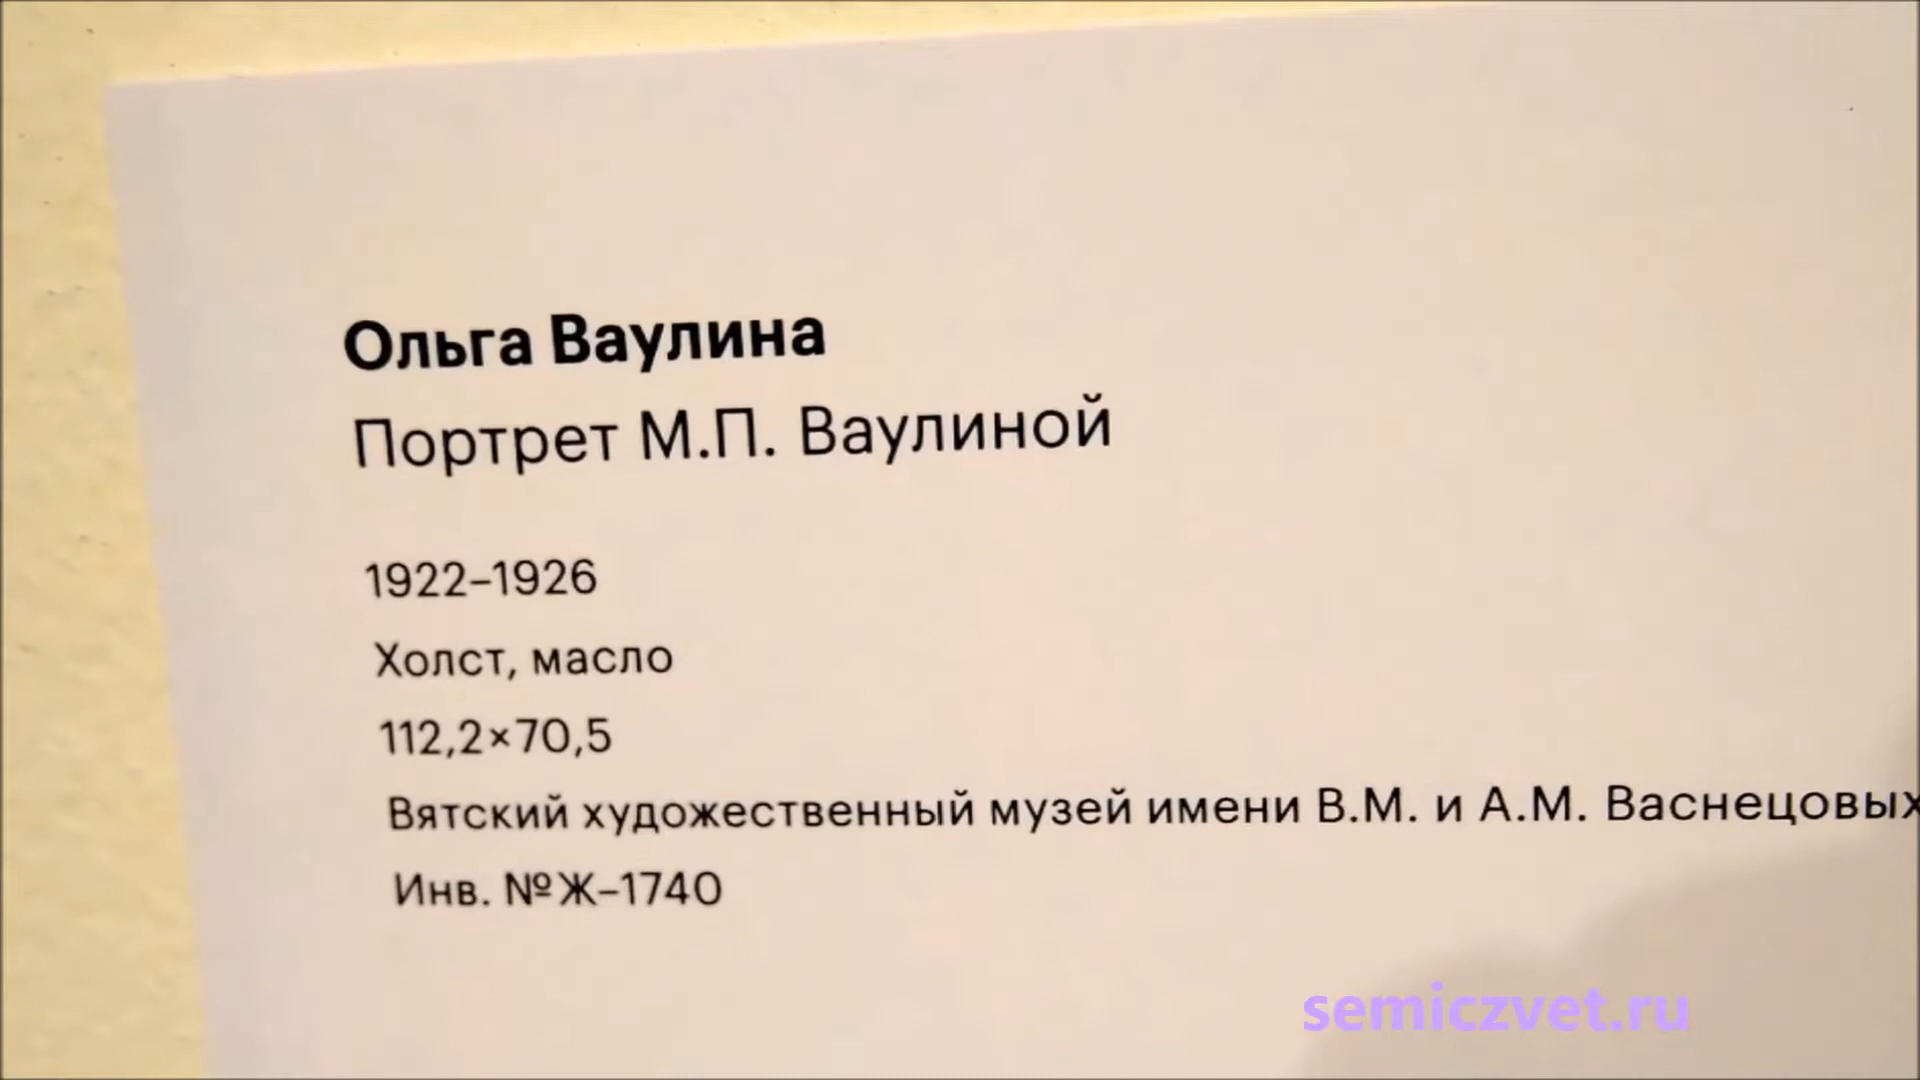 Ольга Ваулина
Портрет М.П. Ваулиной
1922–1926
Холст, масло
112,2×70,5
Вятский художественный музей имени В.М. и А.М. Васнецовых
Инв. №Ж–1740
semiczvet.ru